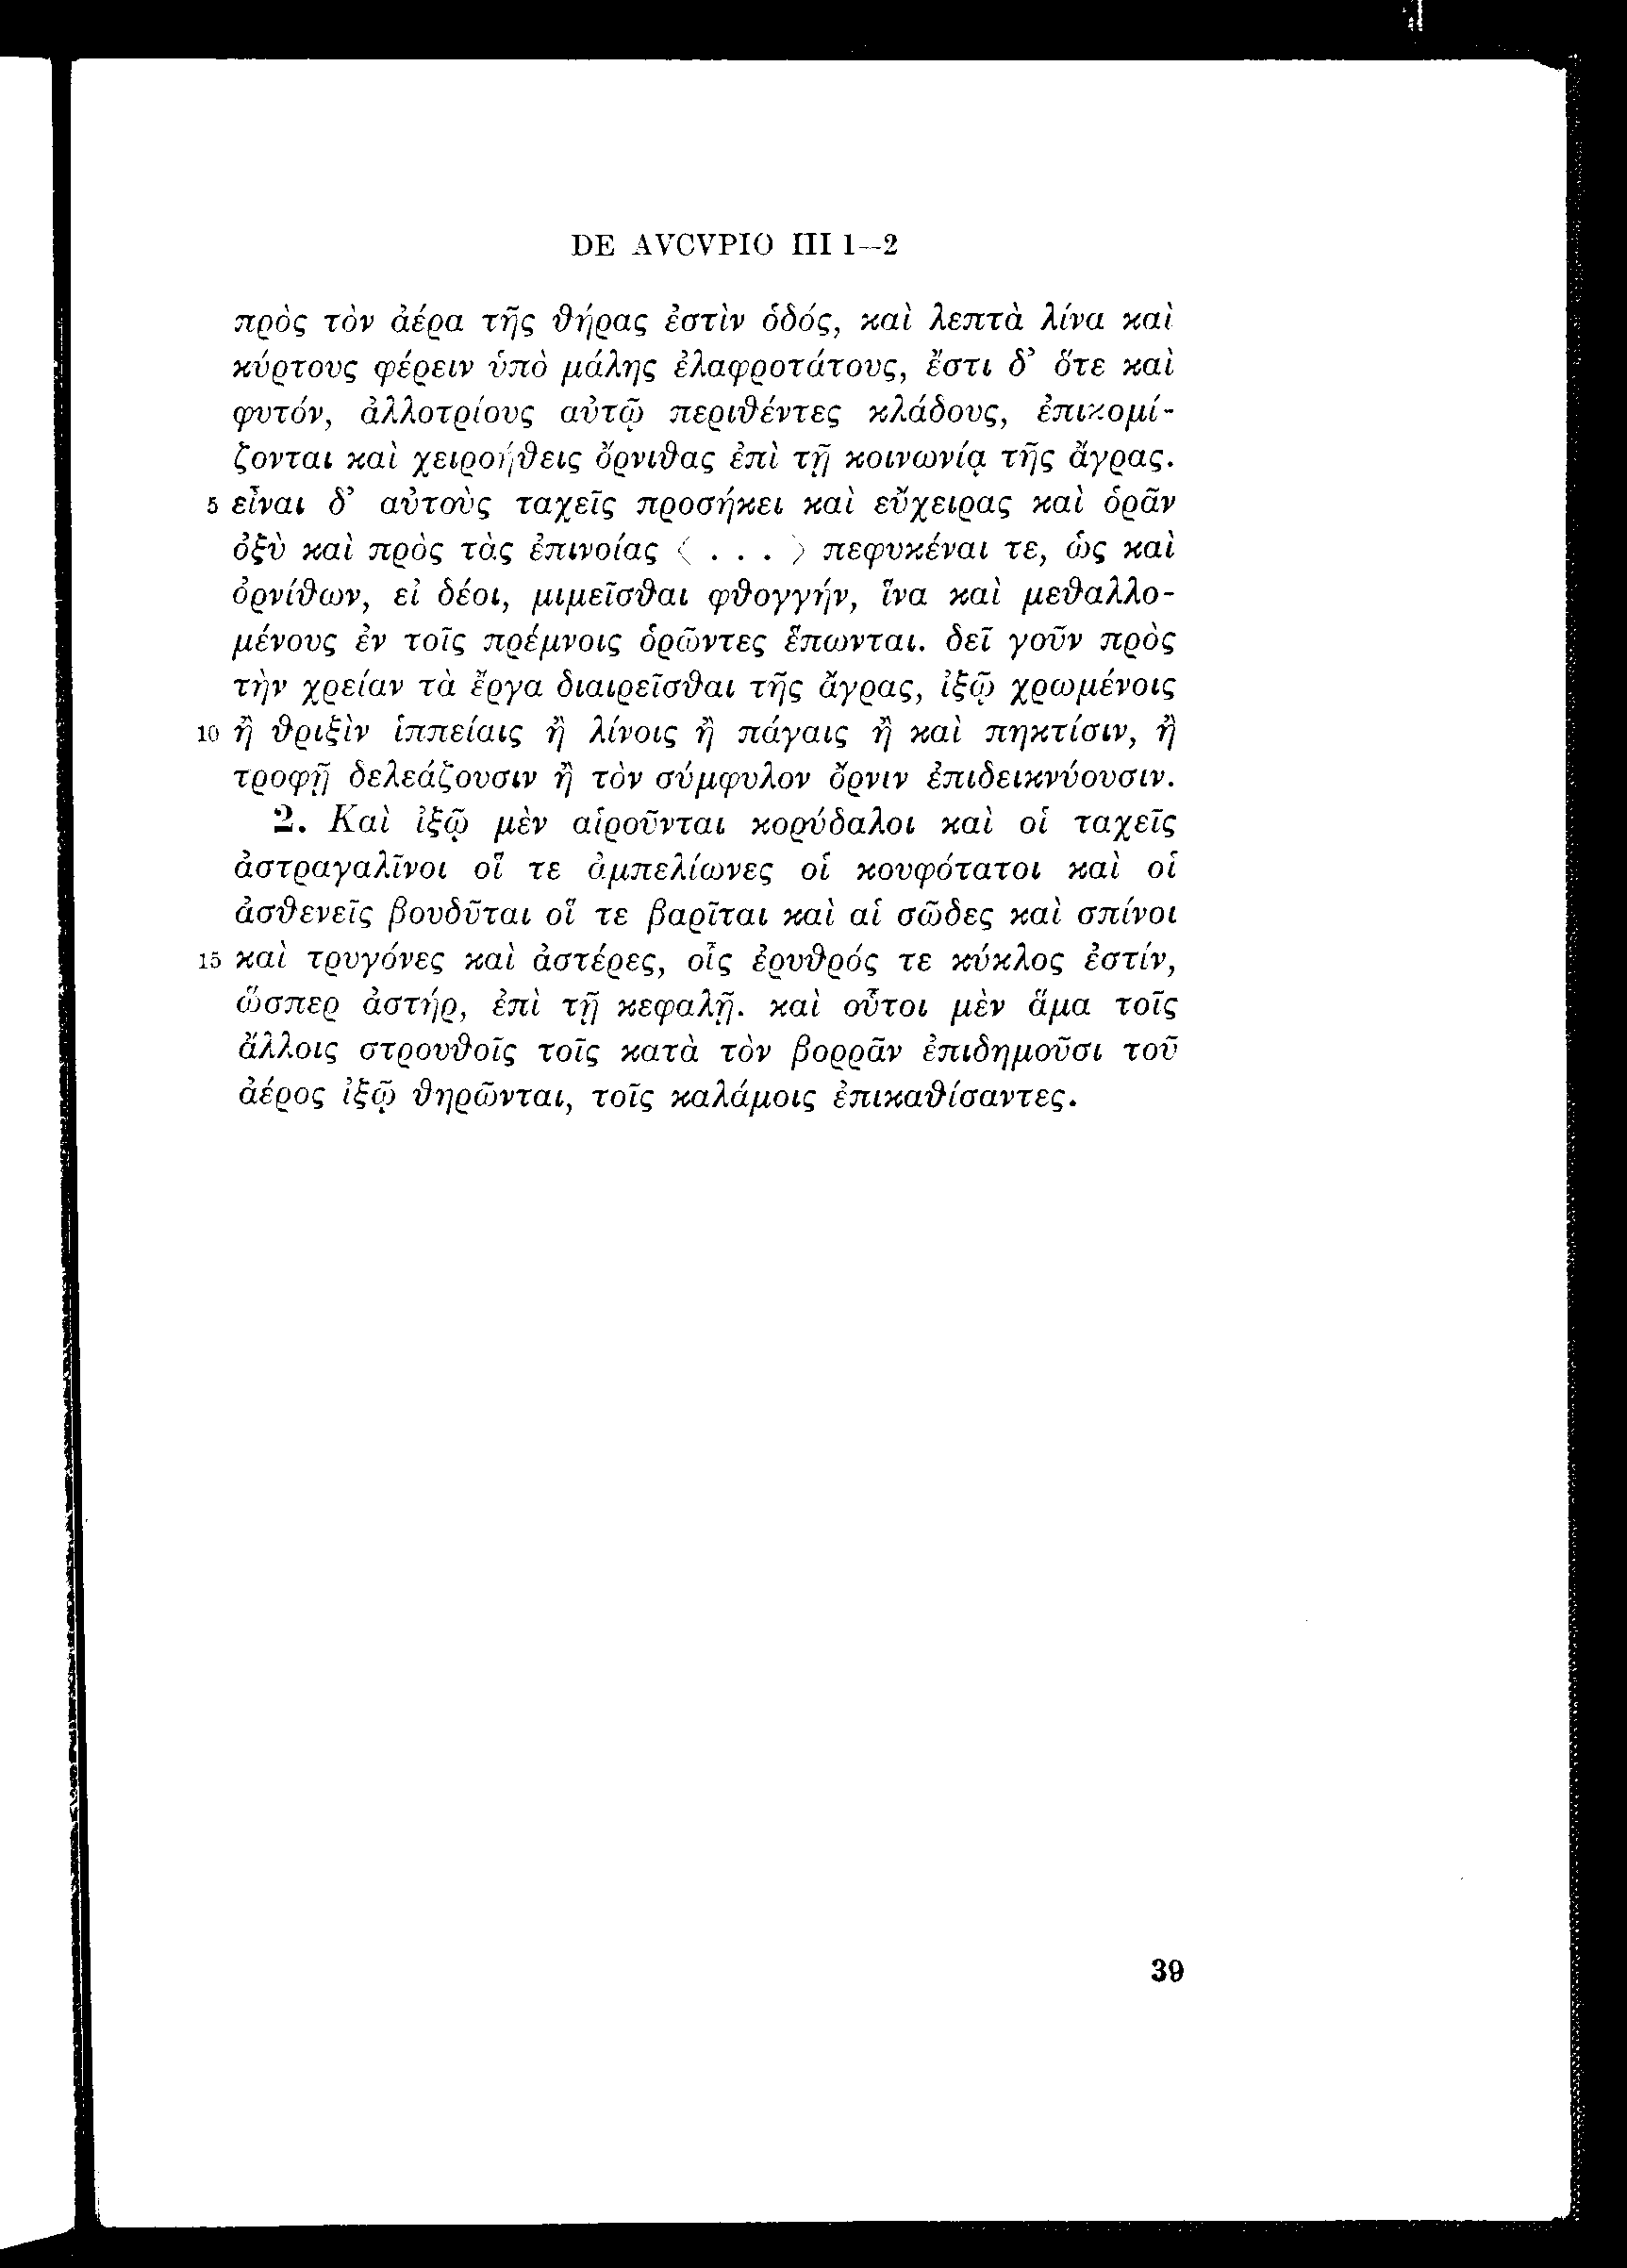 DE AVCVPIO III 1—2
πρὸς τὸν ἀέρα τῆς θήρας ἐστὶν ὁδός, καὶ λεπτὰ λίνα καὶ
κύρτους φέρειν ὑπὸ μάλης ἐλαφροτάτους, ἔστι δ’ ὅτε καὶ
φυτόν, ἀλλοτρίους αὐτῷ περιθέντες κλάδους, ἐπικομί-
ζονται καὶ χειροήθεις ὄρνιθας ἐπὶ τῇ κοινωνίᾳ τῆς ἄγρας.
5 εἶναι δ’ αὐτοὺς ταχεῖς προσήκει καὶ εὔχειρας καὶ ὁρᾶν
ὀξὺ καὶ πρὸς τὰς ἐπινοίας ⟨ . . . ⟩ πεφυκέναι τε, ὡς καὶ
ὀρνίθων, εἰ δέοι, μιμεῖσθαι φθογγήν, ἵνα καὶ μεθαλλο-
μένους ἐν τοῖς πρέμνοις ὁρῶντες ἕπωνται. δεῖ γοῦν πρὸς
τὴν χρείαν τὰ ἔργα διαιρεῖσθαι τῆς ἄγρας, ἰξῷ χρωμένοις
10 ἢ θριξὶν ἱππείαις ἢ λίνοις ἢ πάγαις ἢ καὶ πηκτίσιν, ἢ
τροφῇ δελεάζουσιν ἢ τὸν σύμφυλον ὄρνιν ἐπιδεικνύουσιν.
2. Καὶ ἰξῷ μὲν αἱροῦνται κορύδαλοι καὶ οἱ ταχεῖς
ἀστραγαλῖνοι οἵ τε ἀμπελίωνες οἱ κουφότατοι καὶ οἱ
ἀσθενεῖς βουδῦται οἵ τε βαρῖται καὶ αἱ σῶδες καὶ σπίνοι
15 καὶ τρυγόνες καὶ ἀστέρες, οἷς ἐρυθρός τε κύκλος ἐστίν,
ὥσπερ ἀστήρ, ἐπὶ τῇ κεφαλῇ. καὶ οὗτοι μὲν ἅμα τοῖς
ἄλλοις στρουθοῖς τοῖς κατὰ τὸν βορρᾶν ἐπιδημοῦσι τοῦ
ἀέρος ἰξῷ θηρῶνται, τοῖς καλάμοις ἐπικαθίσαντες.
39